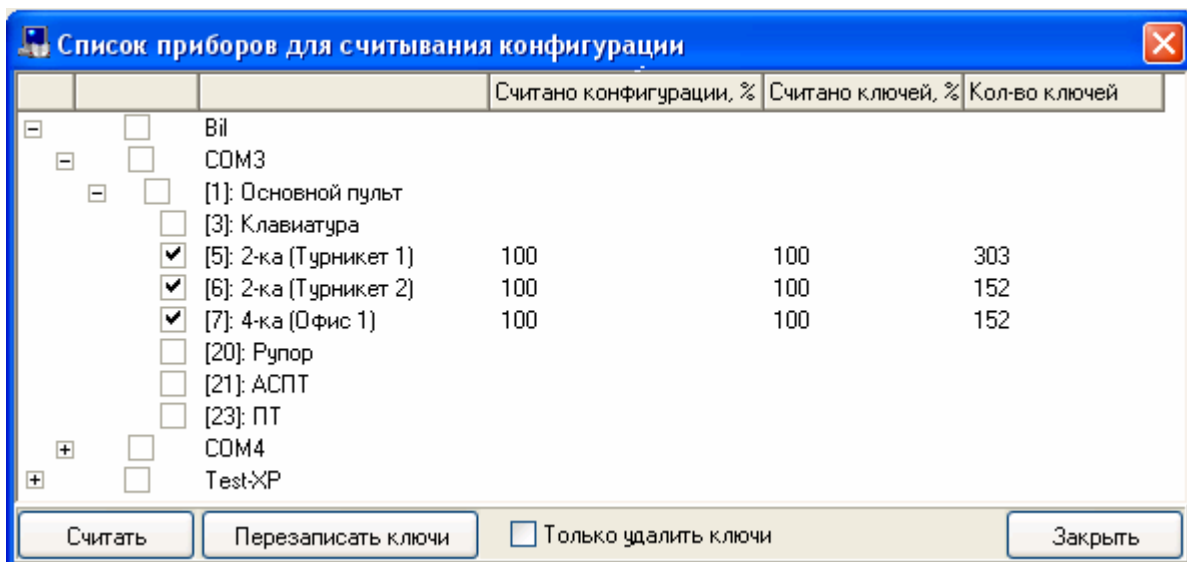 Список приборов для считывания конфигурации
Считано конфигурации, % Считано ключей, % Кол-во ключей
Bil
COM3
[1]: Основной пульт
[3]: Клавиатура
[5]: 2-ка (Турникет 1) 100 100 303
[6]: 2-ка (Турникет 2) 100 100 152
[7]: 4-ка (Офис 1) 100 100 152
[20]: Рупор
[21]: АСПТ
[23]: ПТ
COM4
Test-XP
Считать Перезаписать ключи Только удалить ключи Закрыть